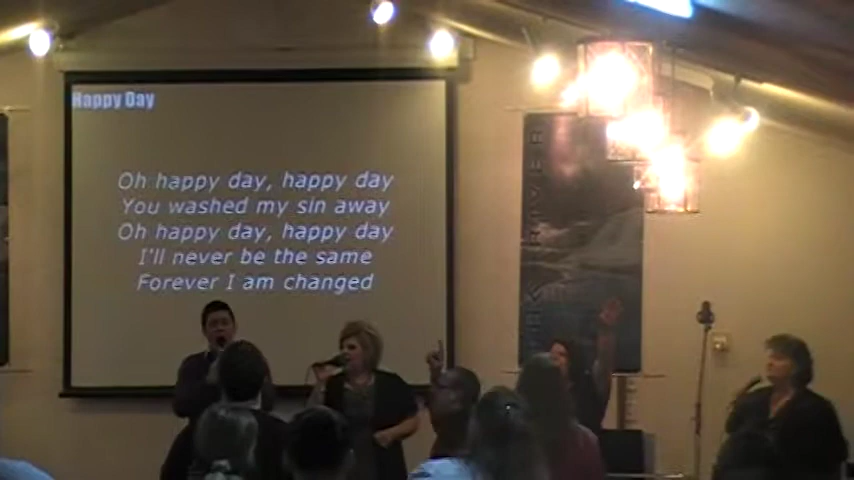 Happy Day
Oh happy day, happy day
You washed my sin away
Oh happy day, happy day
I'll never be the same
Forever I am changed
RIVER